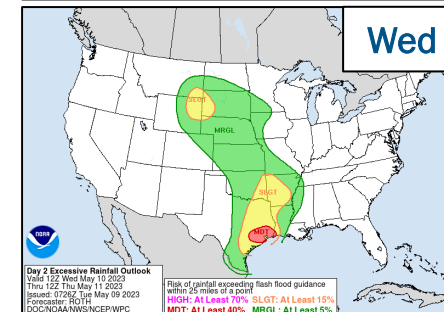 Wed
SLGT
MRGL
SLGT
MDT
NOAA
Day 2 Excessive Rainfall Outlook
Valid 12Z Wed May 10 2023
Thru 12Z Thu May 11 2023
Issued: 0726Z Tue May 09 2023
Forecaster: ROTH
DOC/NOAA/NWS/NCEP/WPC
Risk of rainfall exceeding flash flood guidance
within 25 miles of a point
HIGH: At Least 70% SLGT: At Least 15%
MDT: At Least 40% MRGL: At Least 5%